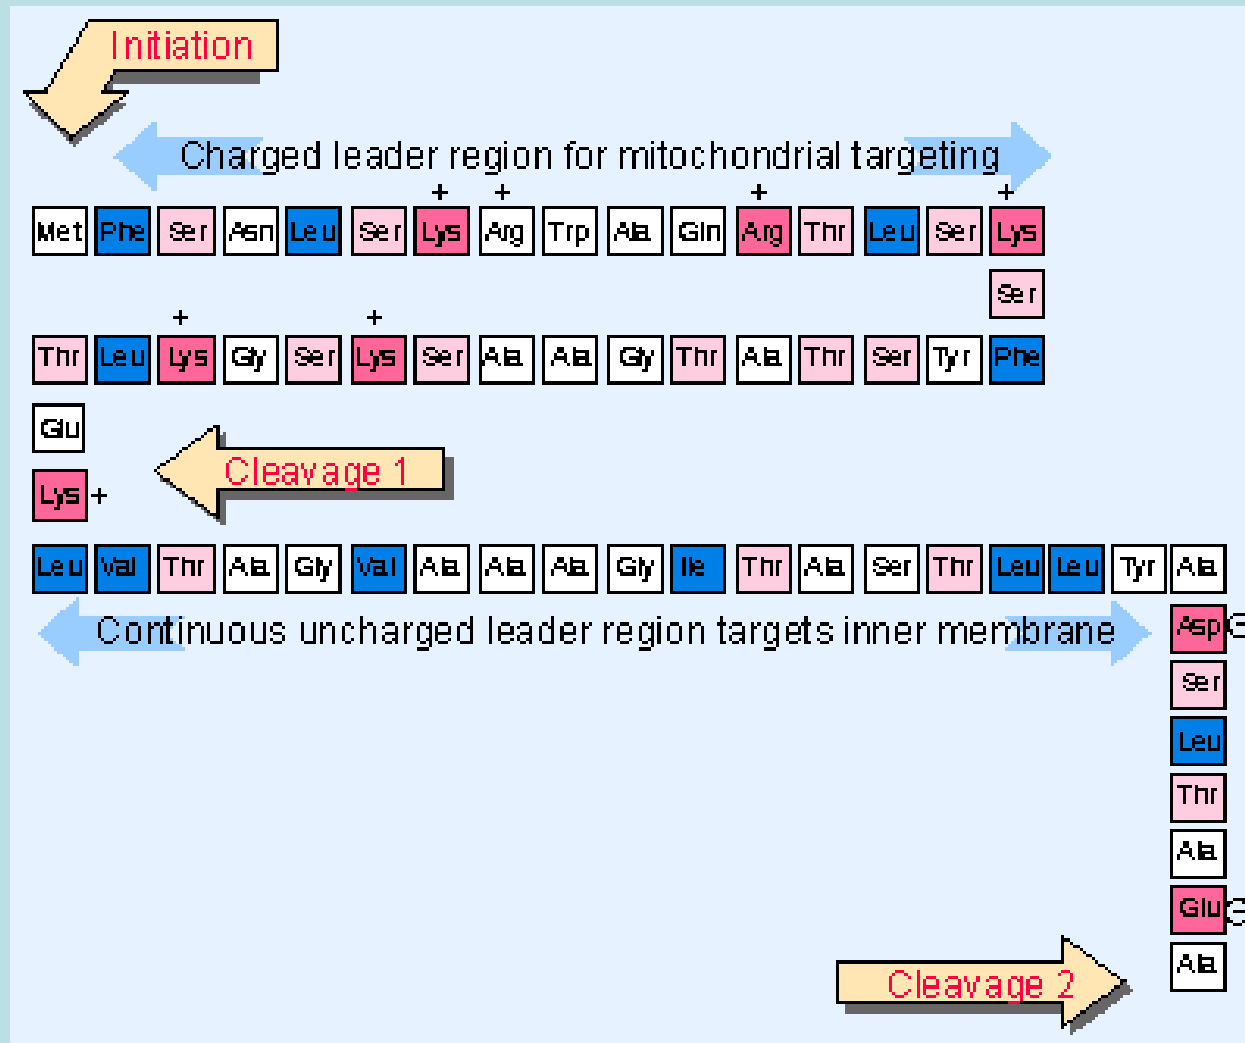 Initiation
Charged leader region for mitochondrial targeting
+ + + +
Met Phe Ser Asn Leu Ser Lys Arg Trp Ala Gln Arg Thr Leu Ser Lys
Ser
+ +
Thr Leu Lys Gly Ser Lys Ser Ala Ala Gly Thr Ala Thr Ser Tyr Phe
Glu
Cleavage 1
Lys +
Leu Val Thr Ala Gly Val Ala Ala Ala Gly Ile Thr Ala Ser Thr Leu Leu Tyr Ala
Continuous uncharged leader region targets inner membrane
Asp ⊖
Ser
Leu
Thr
Ala
Glu ⊖
Ala
Cleavage 2